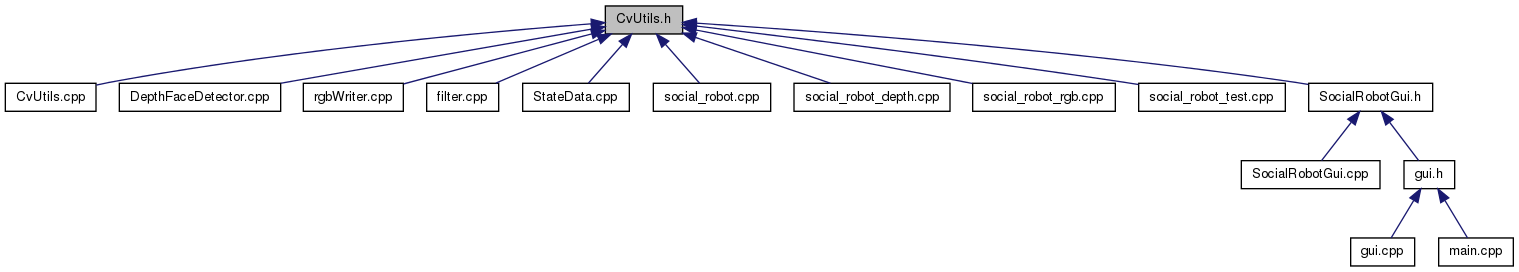 CvUtils.h
CvUtils.cpp
DepthFaceDetector.cpp
rgbWriter.cpp
filter.cpp
StateData.cpp
social_robot.cpp
social_robot_depth.cpp
social_robot_rgb.cpp
social_robot_test.cpp
SocialRobotGui.h
SocialRobotGui.cpp
gui.h
gui.cpp
main.cpp